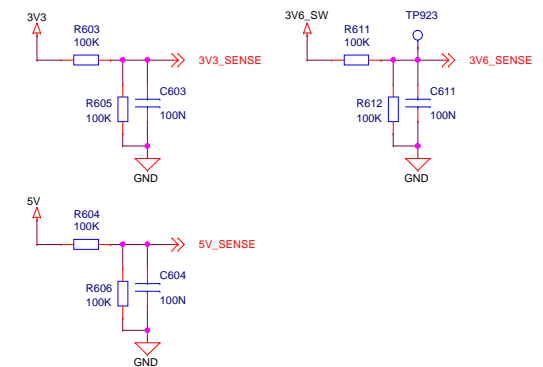 3V3
R603
100K
3V3_SENSE
R605
100K
C603
100N
GND
3V6_SW
TP923
R611
100K
3V6_SENSE
R612
100K
C611
100N
GND
5V
R604
100K
5V_SENSE
R606
100K
C604
100N
GND